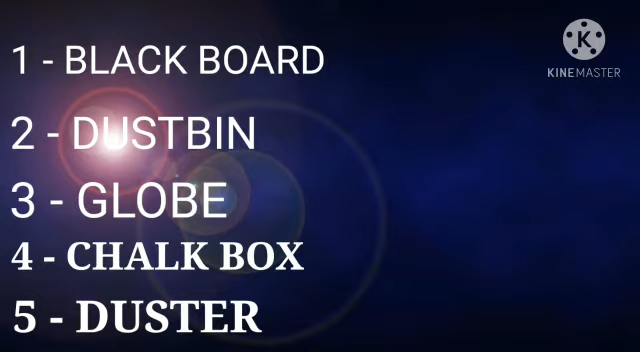 1 - BLACK BOARD
KINEMASTER
2 - DUSTBIN
3 - GLOBE
4 - CHALK BOX
5 - DUSTER